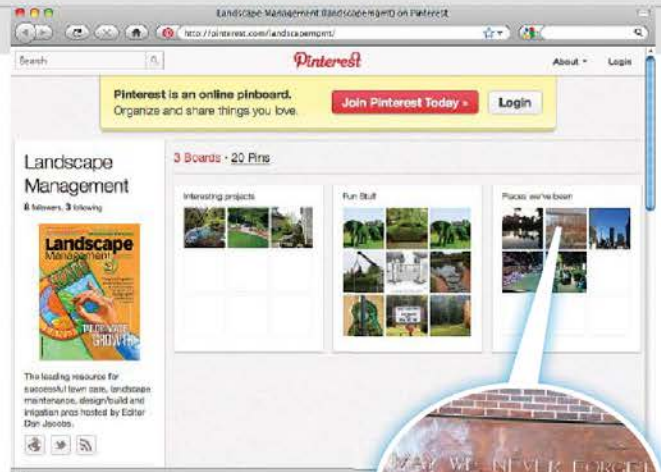 Landscape Management (landscapemgmt) on Pinterest
http://pinterest.com/landscapemgmt/
Search
Pinterest
About
Login
Pinterest is an online pinboard.
Organize and share things you love.
Join Pinterest Today »
Login
Landscape
Management
8 followers, 3 following
3 Boards · 20 Pins
Interesting projects
Fun Stuff
Places we've been
Landscape
Management
GROWTH
The leading resource for
successful lawn care, landscape
maintenance, design/build and
irrigation pros hosted by Editor
Dan Jacobs.
MAY WE NEVER FORGET